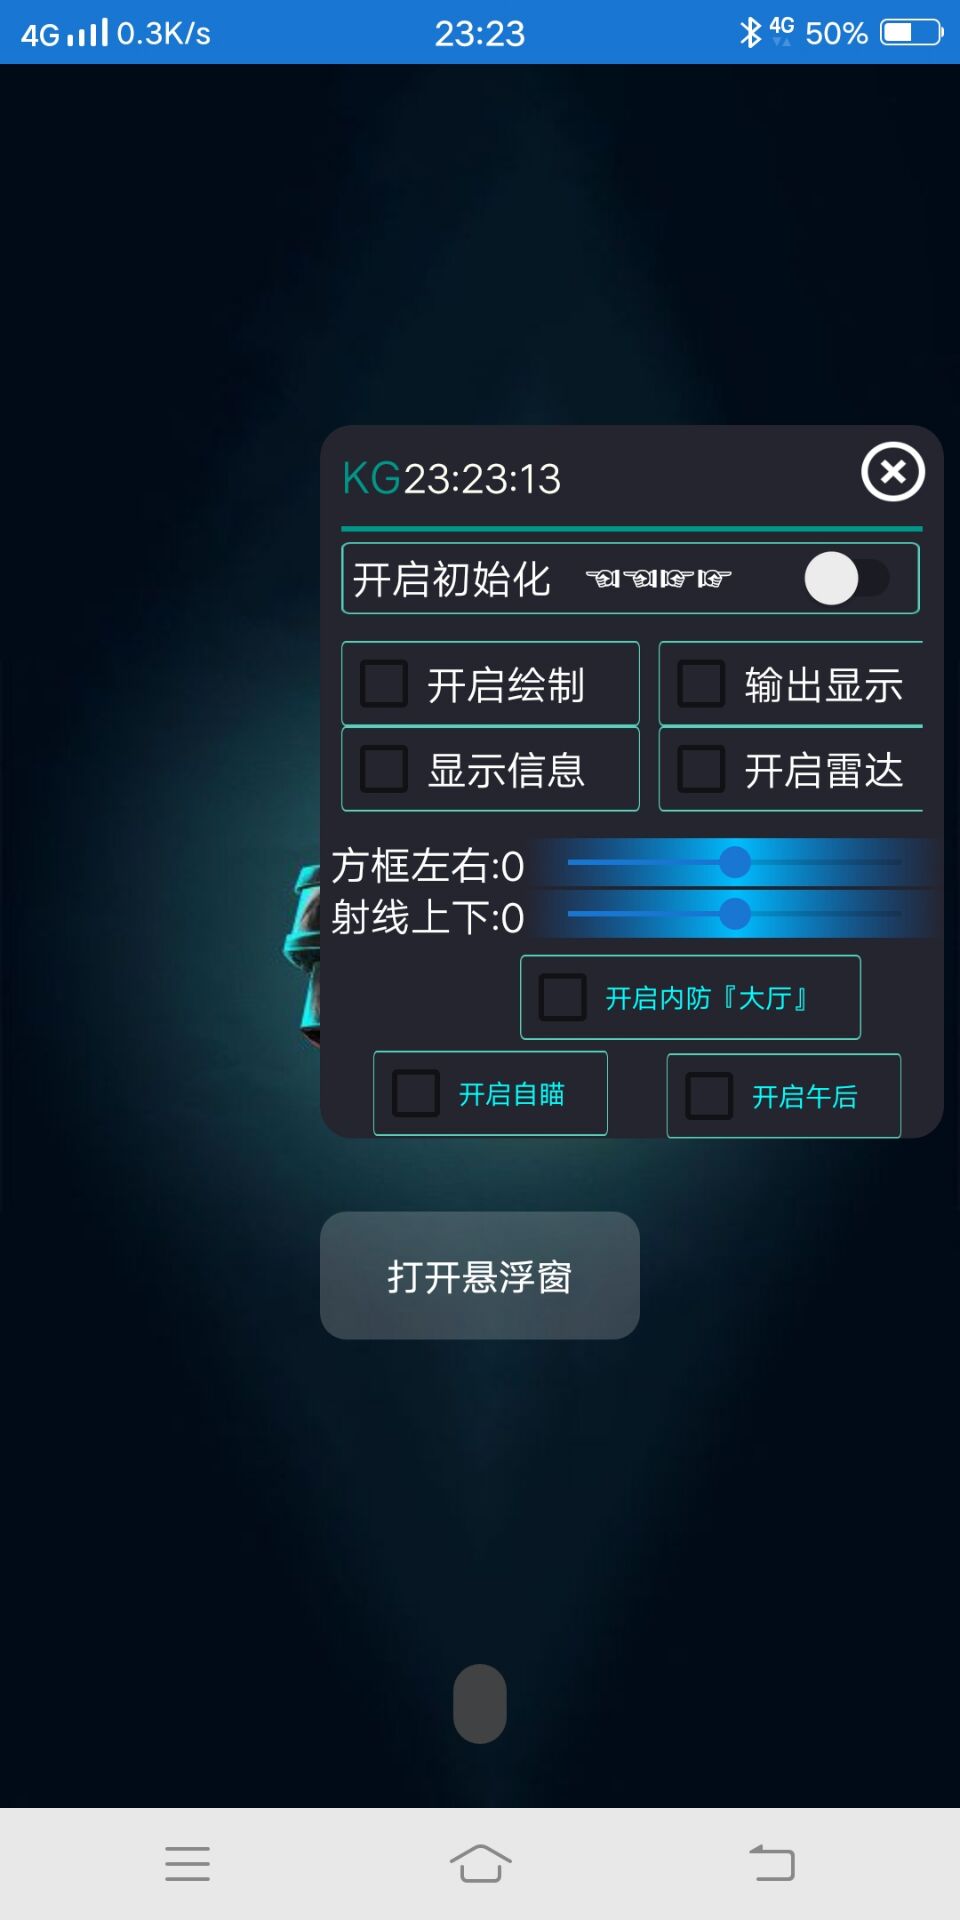 4G 0.3K/s 23:23 4G 50%
KG23:23:13
开启初始化 ☜☜☞☞
开启绘制 输出显示
显示信息 开启雷达
方框左右:0
射线上下:0
开启内防『大厅』
开启自瞄 开启午后
打开悬浮窗